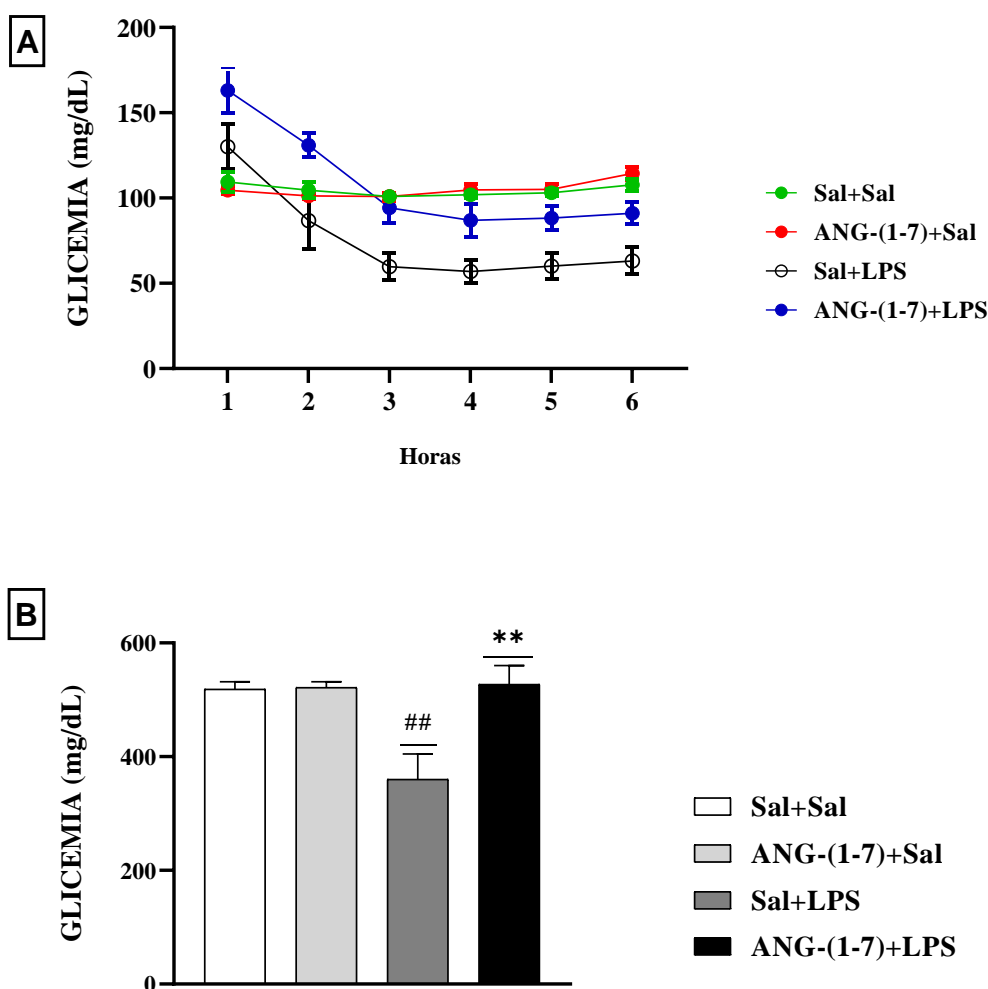 A
GLICEMIA (mg/dL)
200
150
100
50
0
1 2 3 4 5 6
Horas
Sal+Sal
ANG-(1-7)+Sal
Sal+LPS
ANG-(1-7)+LPS
B
GLICEMIA (mg/dL)
600
400
200
0
##
**
Sal+Sal
ANG-(1-7)+Sal
Sal+LPS
ANG-(1-7)+LPS